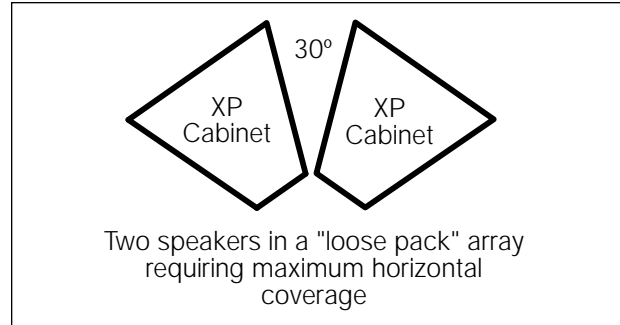 30º
XP
Cabinet
XP
Cabinet
Two speakers in a "loose pack" array
requiring maximum horizontal
coverage